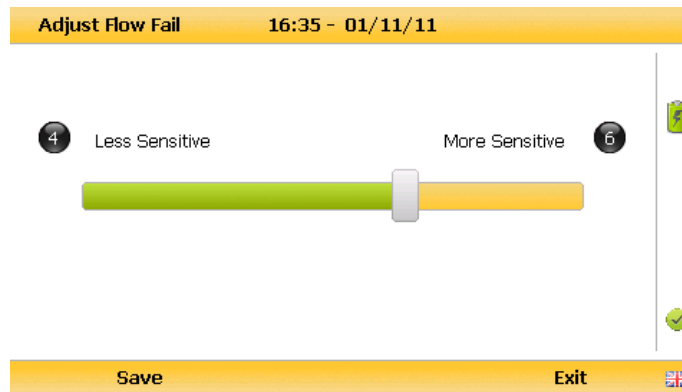 Adjust Flow Fail 16:35 - 01/11/11
4 Less Sensitive More Sensitive 6
Save Exit